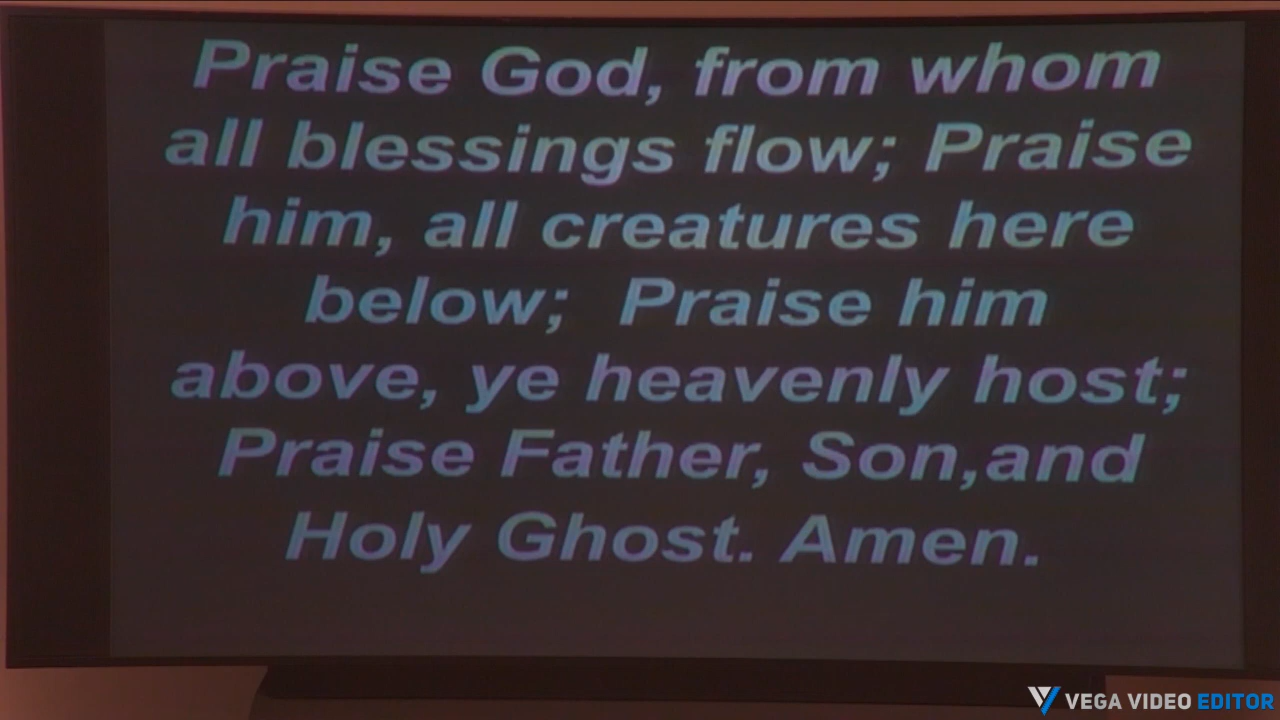 Praise God, from whom
all blessings flow; Praise
him, all creatures here
below;  Praise him
above, ye heavenly host;
Praise Father, Son,and
Holy Ghost. Amen.
VEGA VIDEO EDITOR